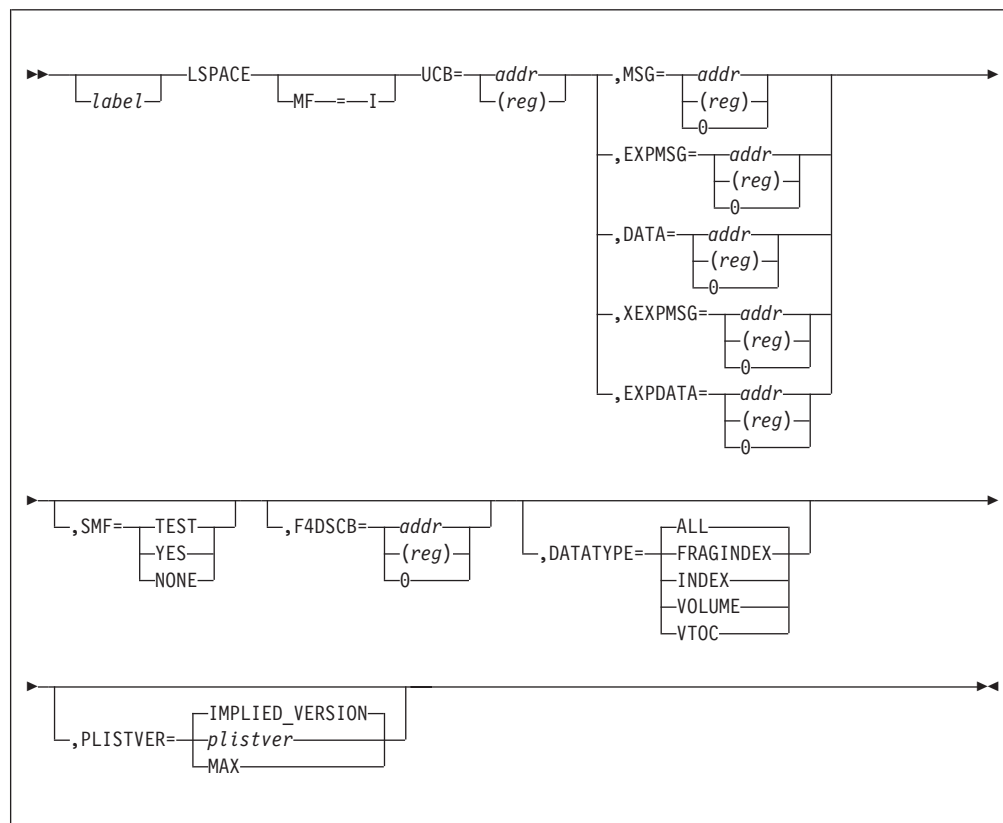 label LSPACE MF = I UCB= addr ,MSG= addr
(reg) (reg)
0
,EXPMSG= addr
(reg)
0
,DATA= addr
(reg)
0
,XEXPMSG= addr
(reg)
0
,EXPDATA= addr
(reg)
0
,SMF= TEST ,F4DSCB= addr ,DATATYPE= ALL
YES (reg) FRAGINDEX
NONE 0 INDEX
VOLUME
VTOC
,PLISTVER= IMPLIED_VERSION
plistver
MAX